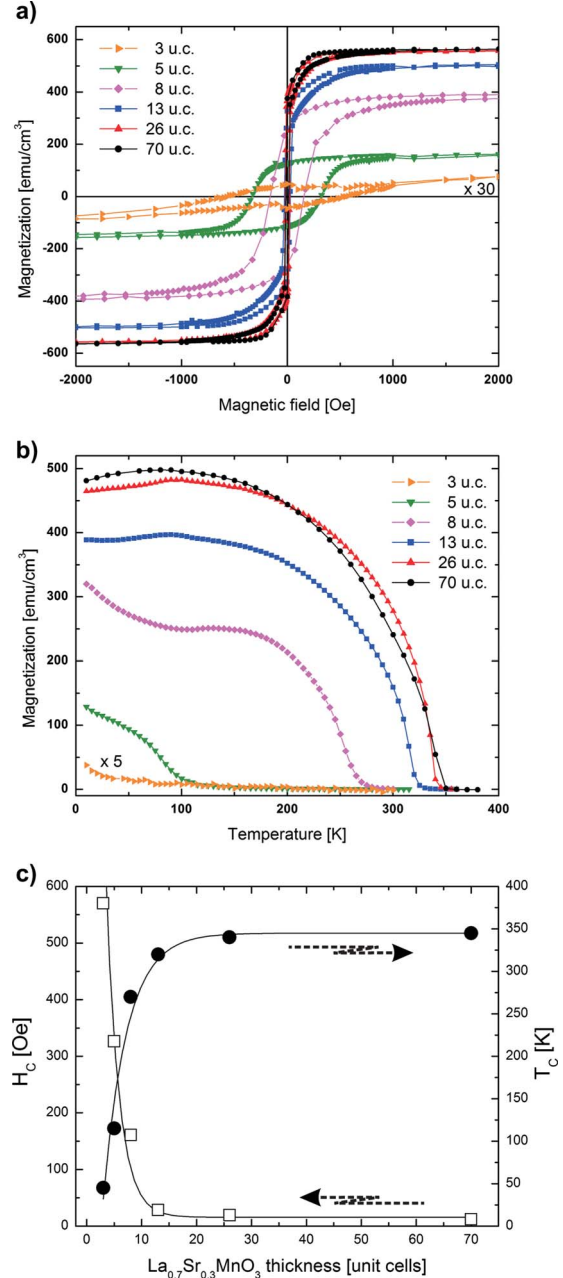 a)
600
400
200
0
-200
-400
-600
Magnetization [emu/cm³]
3 u.c.
5 u.c.
8 u.c.
13 u.c.
26 u.c.
70 u.c.
x 30
-2000 -1000 0 1000 2000
Magnetic field [Oe]
b)
500
400
300
200
100
0
Magnetization [emu/cm³]
3 u.c.
5 u.c.
8 u.c.
13 u.c.
26 u.c.
70 u.c.
x 5
0 100 200 300 400
Temperature [K]
c)
600
500
400
300
200
100
0
H_C [Oe]
400
350
300
250
200
150
100
50
0
T_C [K]
0 10 20 30 40 50 60 70
La₀.₇Sr₀.₃MnO₃ thickness [unit cells]